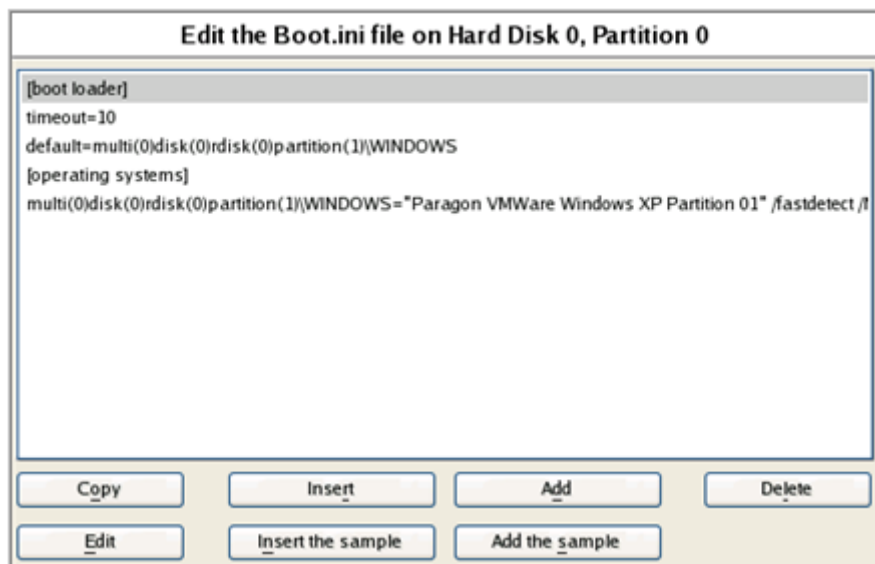 Edit the Boot.ini file on Hard Disk 0, Partition 0
[boot loader]
timeout=10
default=multi(0)disk(0)rdisk(0)partition(1)\WINDOWS
[operating systems]
multi(0)disk(0)rdisk(0)partition(1)\WINDOWS="Paragon VMWare Windows XP Partition 01" /fastdetect
Copy Insert Add Delete
Edit Insert the sample Add the sample